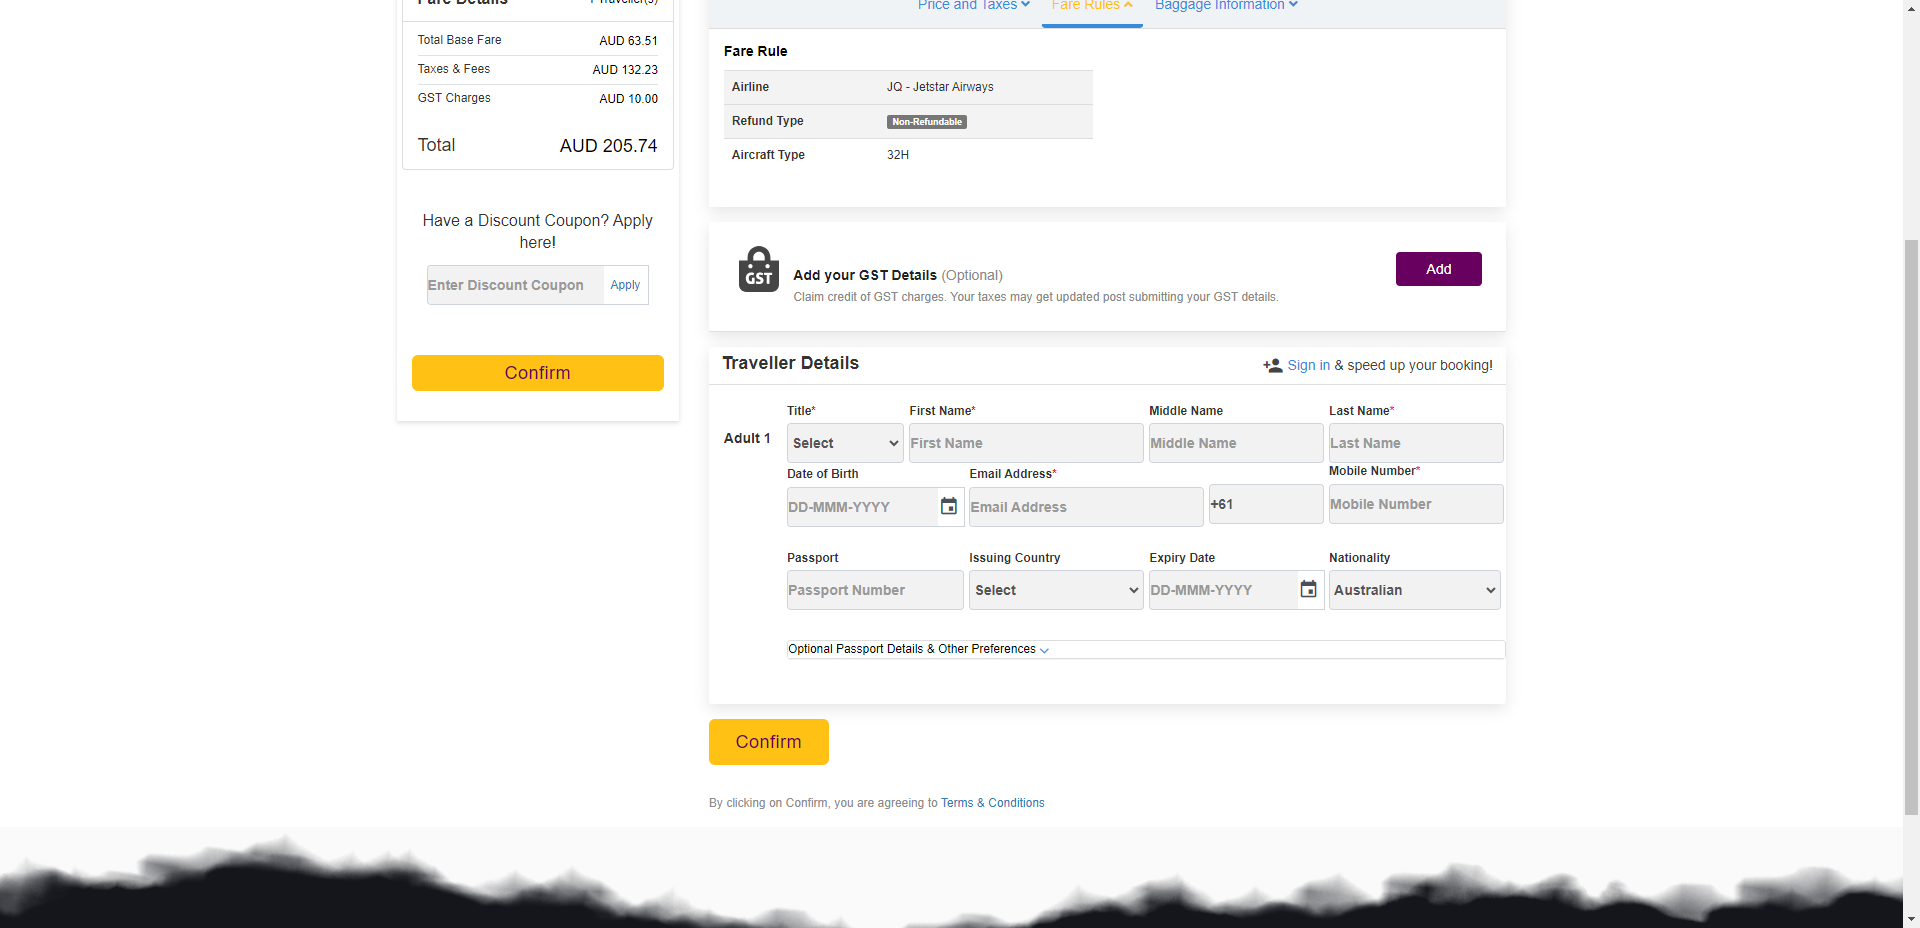 Fare Details 1 Traveller(s)
Total Base Fare AUD 63.51
Taxes & Fees AUD 132.23
GST Charges AUD 10.00
Total AUD 205.74
Have a Discount Coupon? Apply
here!
Enter Discount Coupon Apply
Confirm
Price and Taxes Fare Rules Baggage Information
Fare Rule
Airline JQ - Jetstar Airways
Refund Type Non-Refundable
Aircraft Type 32H
GST
Add your GST Details (Optional)
Claim credit of GST charges. Your taxes may get updated post submitting your GST details.
Add
Traveller Details Sign in & speed up your booking!
Title* First Name* Middle Name Last Name*
Adult 1 Select First Name Middle Name Last Name
Date of Birth Email Address* Mobile Number*
DD-MMM-YYYY Email Address +61 Mobile Number
Passport Issuing Country Expiry Date Nationality
Passport Number Select DD-MMM-YYYY Australian
Optional Passport Details & Other Preferences
Confirm
By clicking on Confirm, you are agreeing to Terms & Conditions